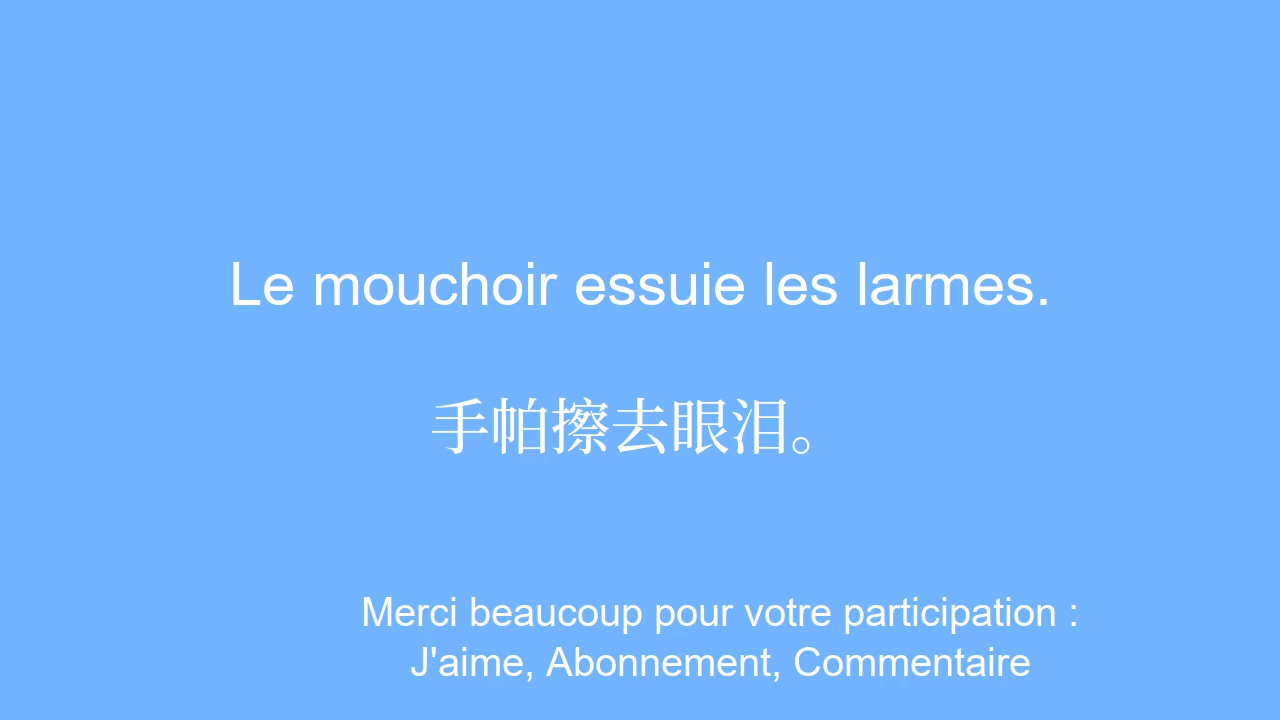 Le mouchoir essuie les larmes.
手帕擦去眼泪。
Merci beaucoup pour votre participation :
J'aime, Abonnement, Commentaire